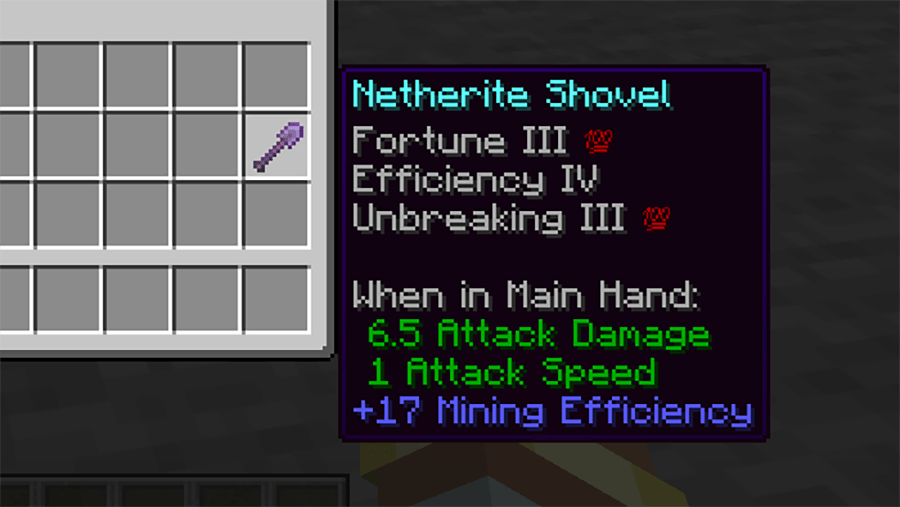 Netherite Shovel
Fortune III 💯
Efficiency IV
Unbreaking III 💯
When in Main Hand:
6.5 Attack Damage
1 Attack Speed
+17 Mining Efficiency